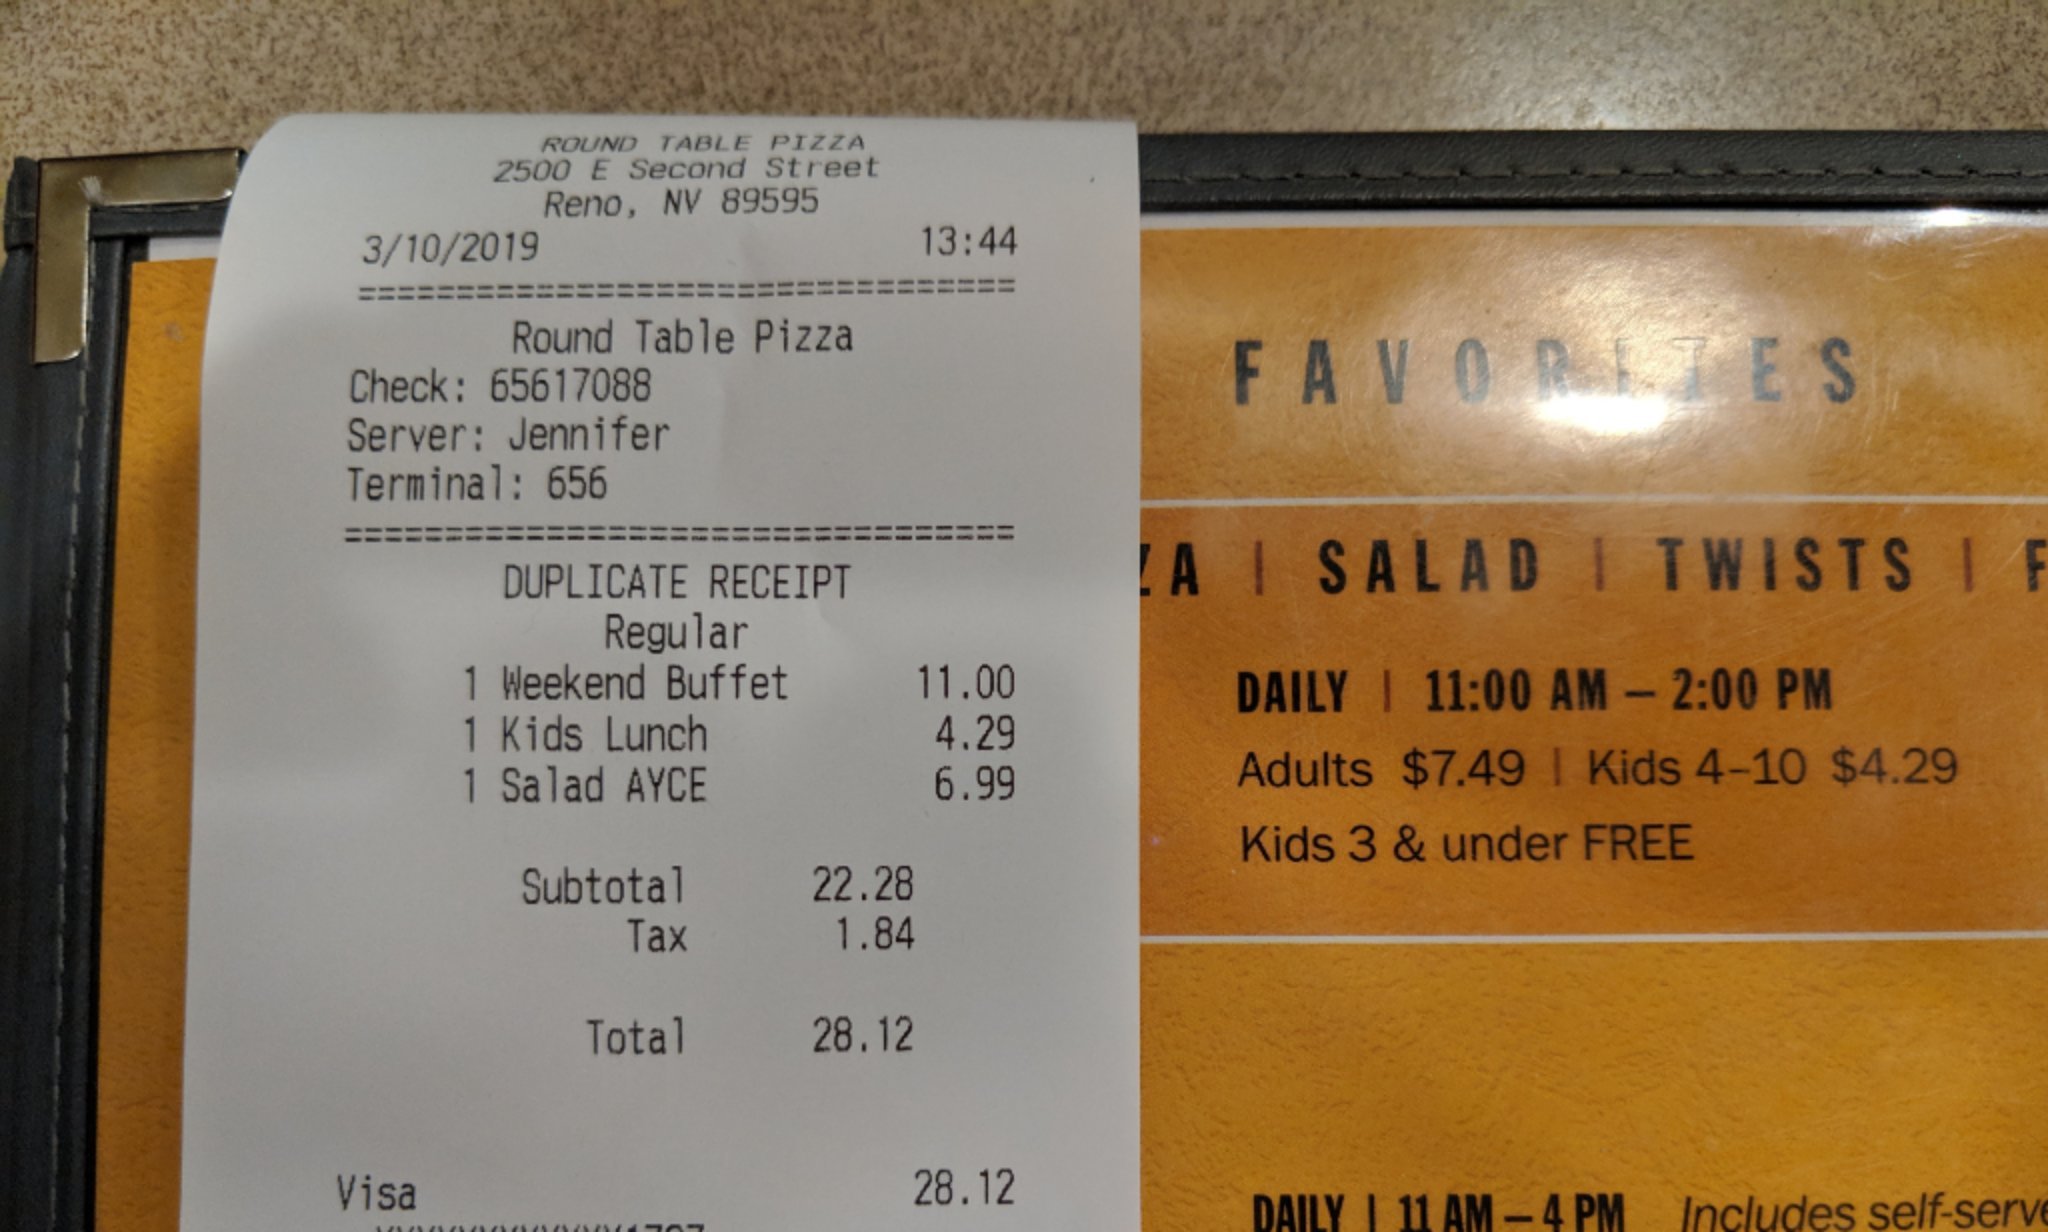 ROUND TABLE PIZZA
2500 E Second Street
Reno, NV 89595
3/10/2019 13:44
==================================
Round Table Pizza
Check: 65617088
Server: Jennifer
Terminal: 656
==================================
DUPLICATE RECEIPT
Regular
1 Weekend Buffet 11.00
1 Kids Lunch 4.29
1 Salad AYCE 6.99
Subtotal 22.28
Tax 1.84
Total 28.12
Visa 28.12
FAVORITES
ZA | SALAD | TWISTS | F
DAILY | 11:00 AM – 2:00 PM
Adults $7.49 | Kids 4-10 $4.29
Kids 3 & under FREE
DAILY | 11 AM – 4 PM Includes self-serve